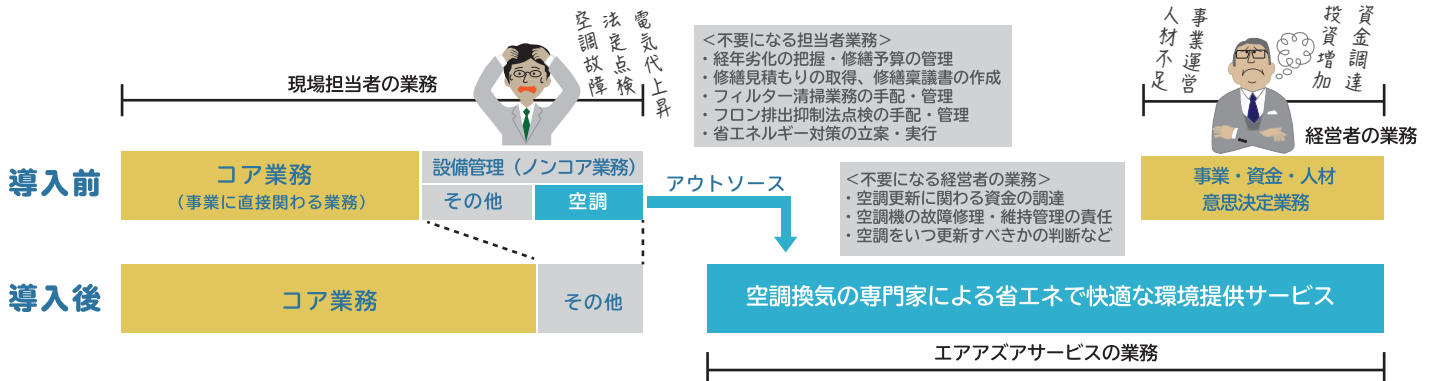 現場担当者の業務
空調故障
法定点検
電気代上昇
<不要になる担当者業務>
・経年劣化の把握・修繕予算の管理
・修繕見積もりの取得、修繕稟議書の作成
・フィルター清掃業務の手配・管理
・フロン排出抑制法点検の手配・管理
・省エネルギー対策の立案・実行
人材不足
事業運営
投資増加
資金調達
経営者の業務
導入前
コア業務
（事業に直接関わる業務）
設備管理（ノンコア業務）
その他
空調
アウトソース
<不要になる経営者の業務>
・空調更新に関わる資金の調達
・空調機の故障修理・維持管理の責任
・空調をいつ更新すべきかの判断など
事業・資金・人材
意思決定業務
導入後
コア業務
その他
空調換気の専門家による省エネで快適な環境提供サービス
エアアズアサービスの業務